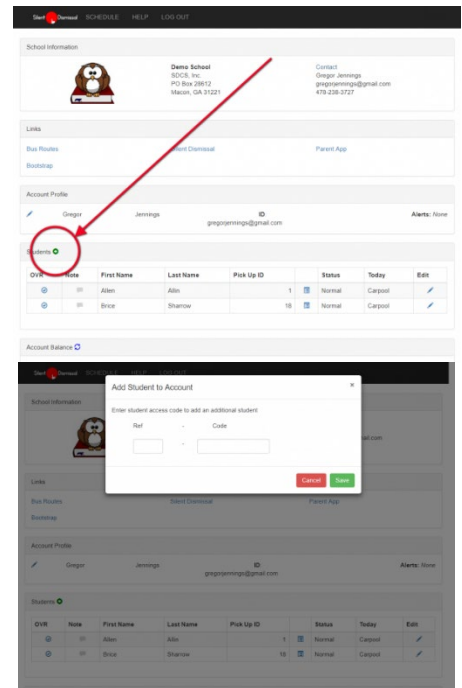 Silent Dismissal SCHEDULE HELP LOG OUT
School Information
Demo School
SDCS, Inc.
PO Box 28612
Macon, GA 31221
Contact
Gregor Jennings
gregorjennings@gmail.com
478-238-3727
Links
Bus Routes Silent Dismissal Parent App
Bootstrap
Account Profile
Gregor Jennings ID Alerts: None
gregorjennings@gmail.com
Students
OVR Note First Name Last Name Pick Up ID Status Today Edit
Allen Allin 1 Normal Carpool
Brice Sharrow 18 Normal Carpool
Account Balance
Silent Dismissal SCHEDULE HELP LOG OUT
Add Student to Account ×
School Information
Enter student access code to add an additional student
Ref - Code
-
ail.com
Cancel Save
Links
Bus Routes Silent Dismissal Parent App
Bootstrap
Account Profile
Gregor Jennings ID Alerts: None
gregorjennings@gmail.com
Students
OVR Note First Name Last Name Pick Up ID Status Today Edit
Allen Allin 1 Normal Carpool
Brice Sharrow 18 Normal Carpool